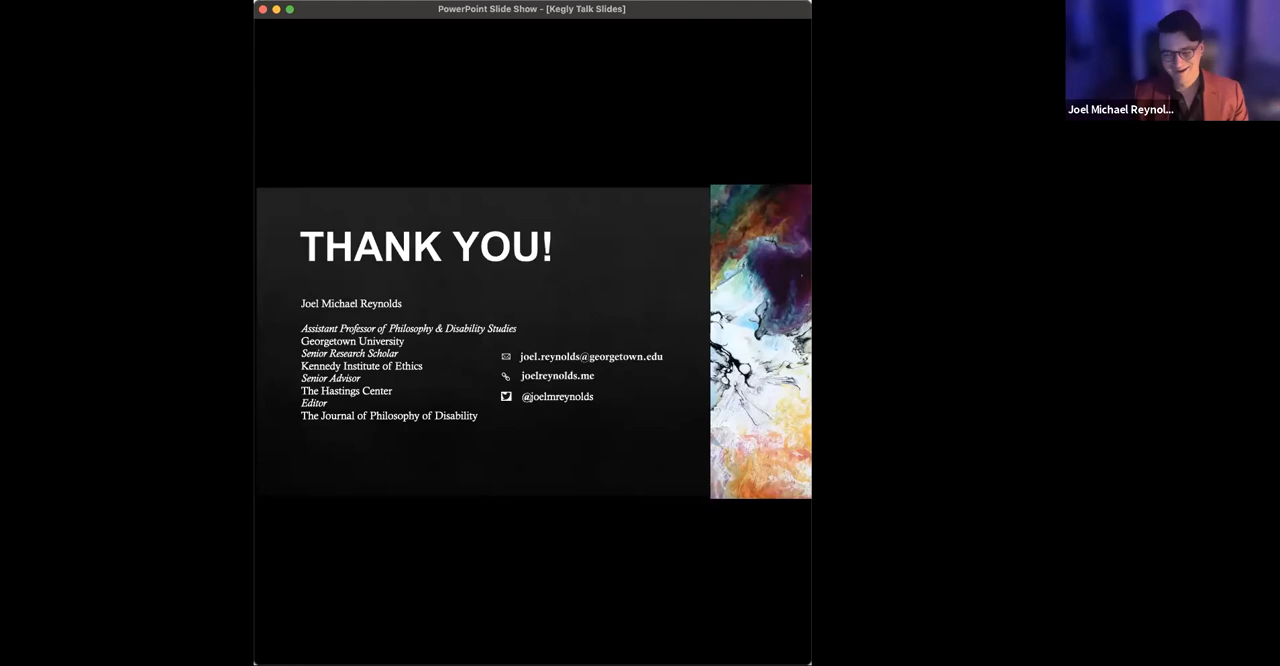 PowerPoint Slide Show - [Kegly Talk Slides]
Joel Michael Reynol...
THANK YOU!
Joel Michael Reynolds
Assistant Professor of Philosophy & Disability Studies
Georgetown University
Senior Research Scholar
Kennedy Institute of Ethics
Senior Advisor
The Hastings Center
Editor
The Journal of Philosophy of Disability
joel.reynolds@georgetown.edu
joelreynolds.me
@joelmreynolds